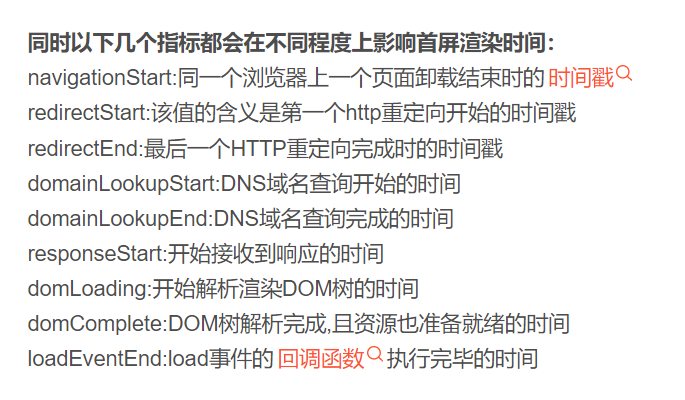 同时以下几个指标都会在不同程度上影响首屏渲染时间：
navigationStart:同一个浏览器上一个页面卸载结束时的 时间戳
redirectStart:该值的含义是第一个http重定向开始的时间戳
redirectEnd:最后一个HTTP重定向完成时的时间戳
domainLookupStart:DNS域名查询开始的时间
domainLookupEnd:DNS域名查询完成的时间
responseStart:开始接收到响应的时间
domLoading:开始解析渲染DOM树的时间
domComplete:DOM树解析完成,且资源也准备就绪的时间
loadEventEnd:load事件的 回调函数 执行完毕的时间